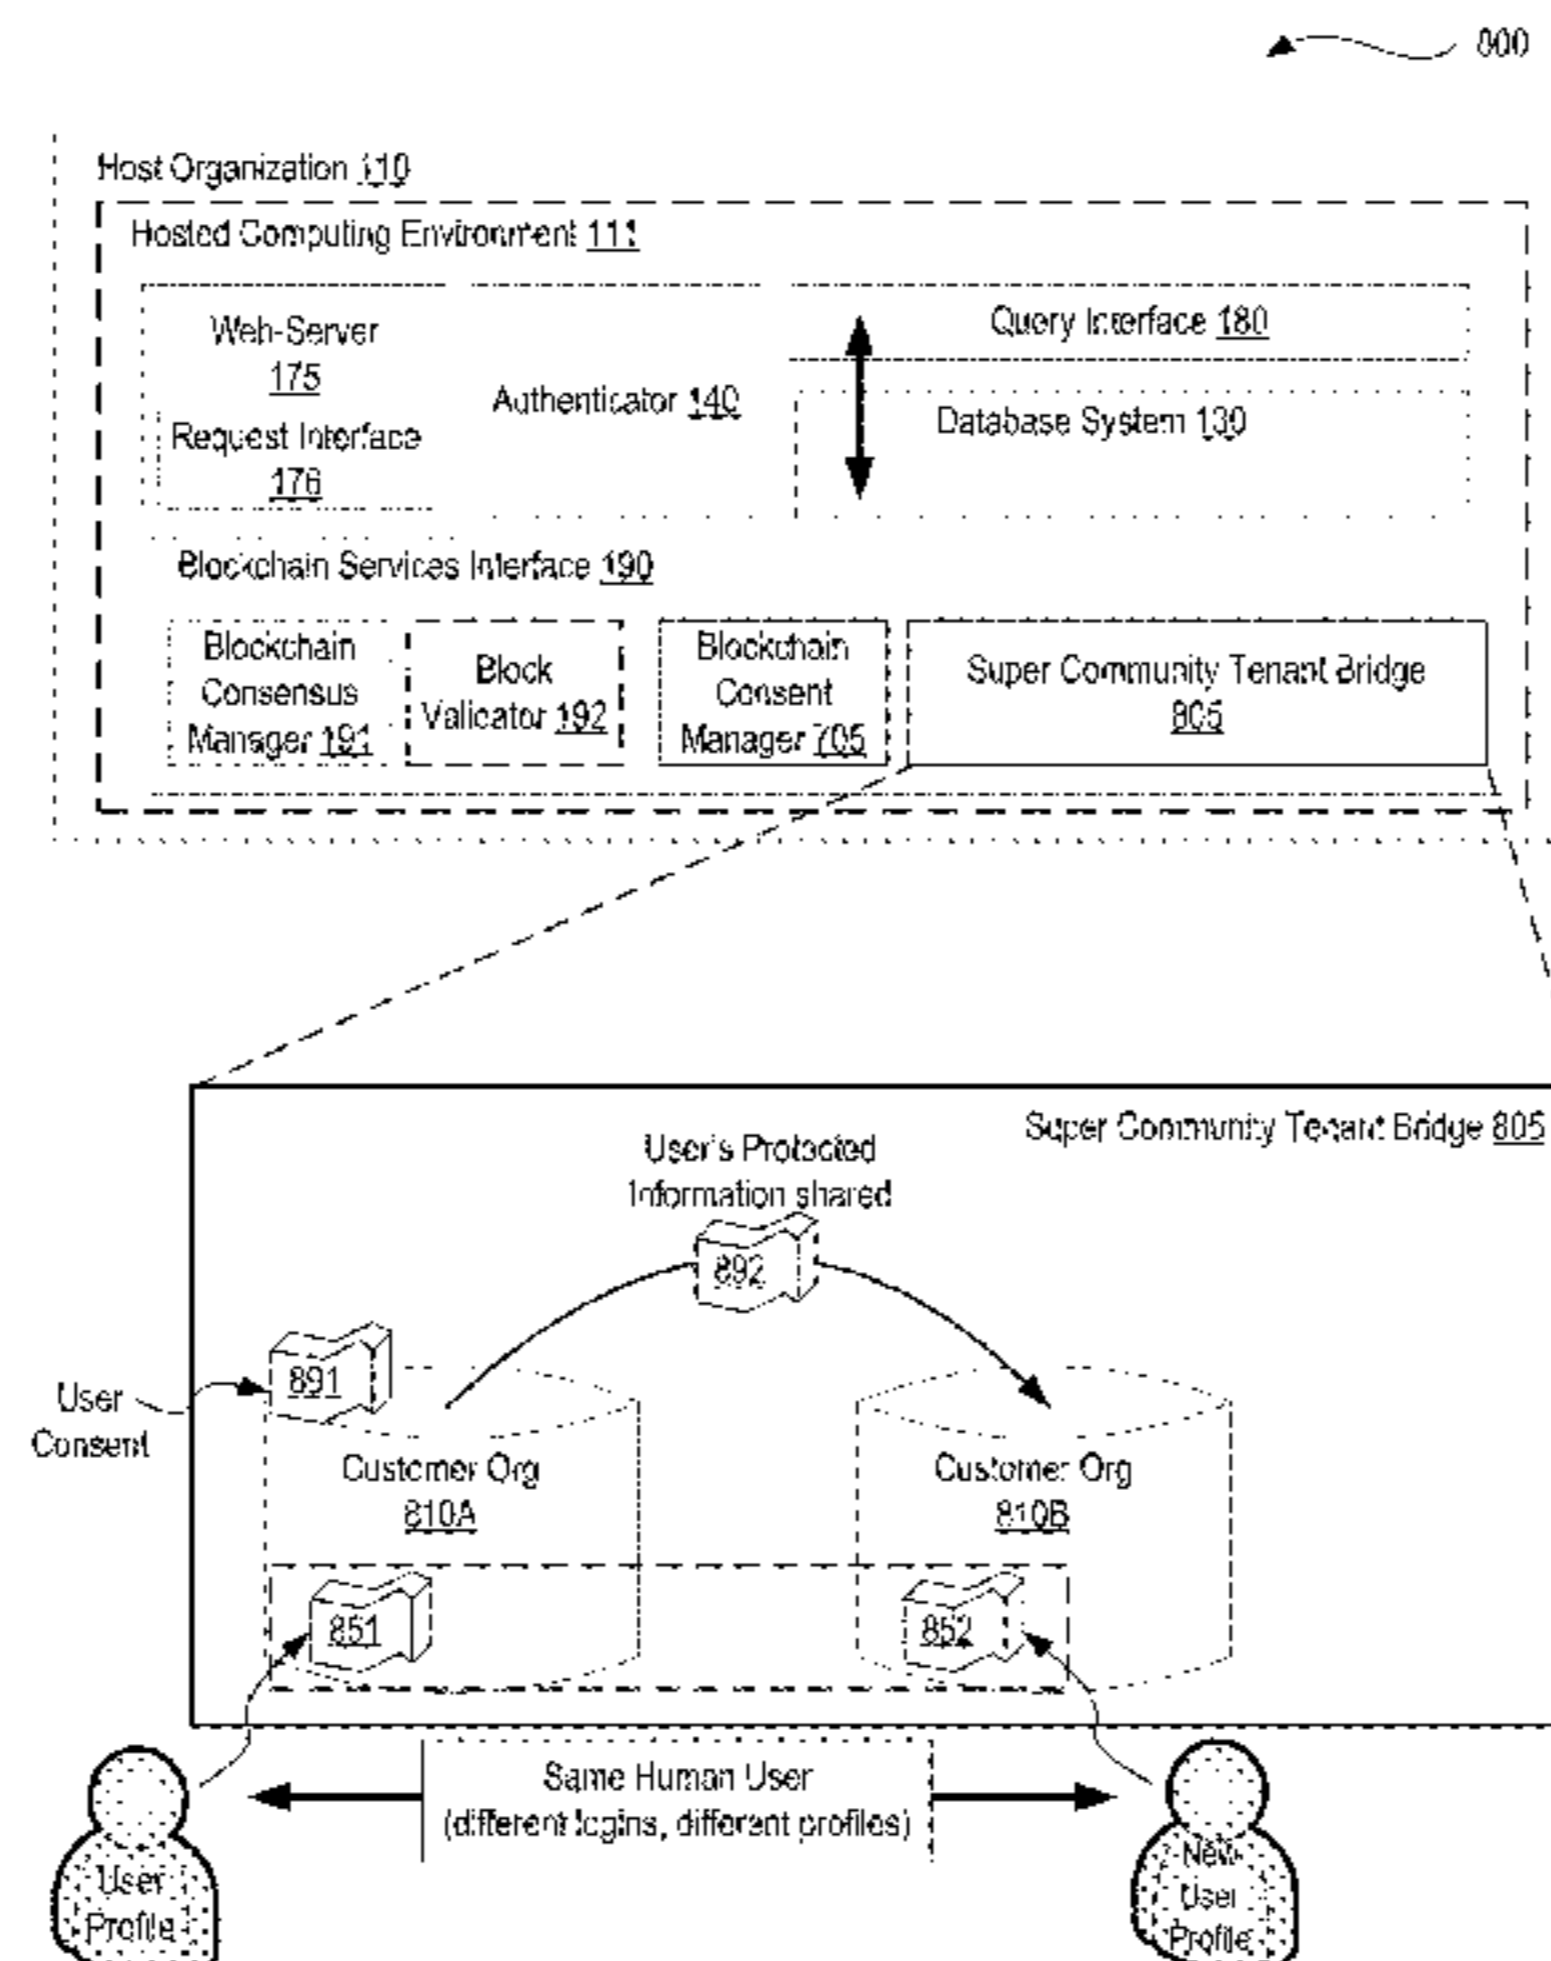 800
Host Organization 110
Hosted Computing Environment 111
Web-Server
175
Request Interface
176
Authenticator 140
Query Interface 180
Database System 130
Blockchain Services Interface 190
Blockchain
Consensus
Manager 191
Block
Validator 192
Blockchain
Consent
Manager 705
Super Community Tenant Bridge
805
Super Community Tenant Bridge 805
User's Protected
Information shared
892
891
User
Consent
Customer Org
810A
Customer Org
810B
851
852
Same Human User
(different logins, different profiles)
User
Profile
New
User
Profile